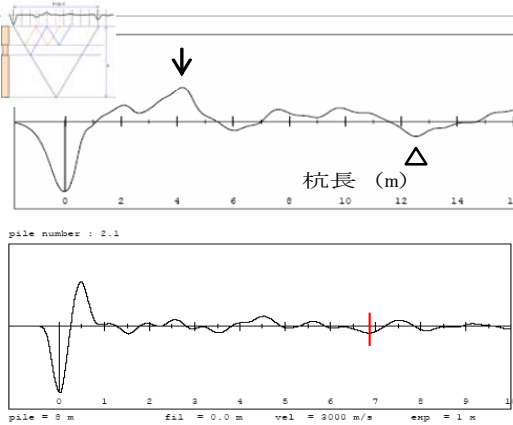 杭長 (m)
0 2 4 6 8 10 12 14 16
pile number : 2.1
0 1 2 3 4 5 6 7 8 9
pile = 8 m fil = 0.0 m vel = 3000 m/s exp = 1 x